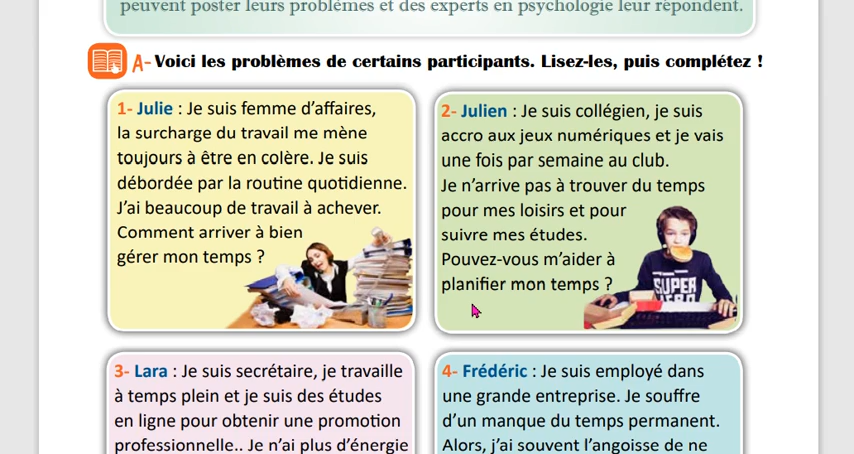 peuvent poster leurs problèmes et des experts en psychologie leur répondent.
A- Voici les problèmes de certains participants. Lisez-les, puis complétez !
1- Julie : Je suis femme d'affaires,
la surcharge du travail me mène
toujours à être en colère. Je suis
débordée par la routine quotidienne.
J'ai beaucoup de travail à achever.
Comment arriver à bien
gérer mon temps ?
2- Julien : Je suis collégien, je suis
accro aux jeux numériques et je vais
une fois par semaine au club.
Je n'arrive pas à trouver du temps
pour mes loisirs et pour
suivre mes études.
Pouvez-vous m'aider à
planifier mon temps ?
SUPER
3- Lara : Je suis secrétaire, je travaille
à temps plein et je suis des études
en ligne pour obtenir une promotion
professionnelle.. Je n'ai plus d'énergie
4- Frédéric : Je suis employé dans
une grande entreprise. Je souffre
d'un manque du temps permanent.
Alors, j'ai souvent l'angoisse de ne